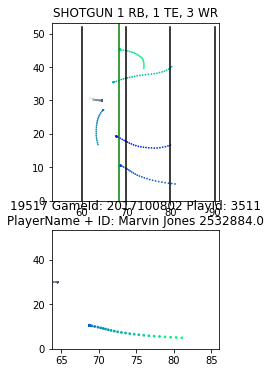 SHOTGUN 1 RB, 1 TE, 3 WR
50
40
30
20
10
0
60 70 80 90
19517 GameId: 2017100802 PlayId: 3511
PlayerName + ID: Marvin Jones 2532884.0
40
20
0
65 70 75 80 85